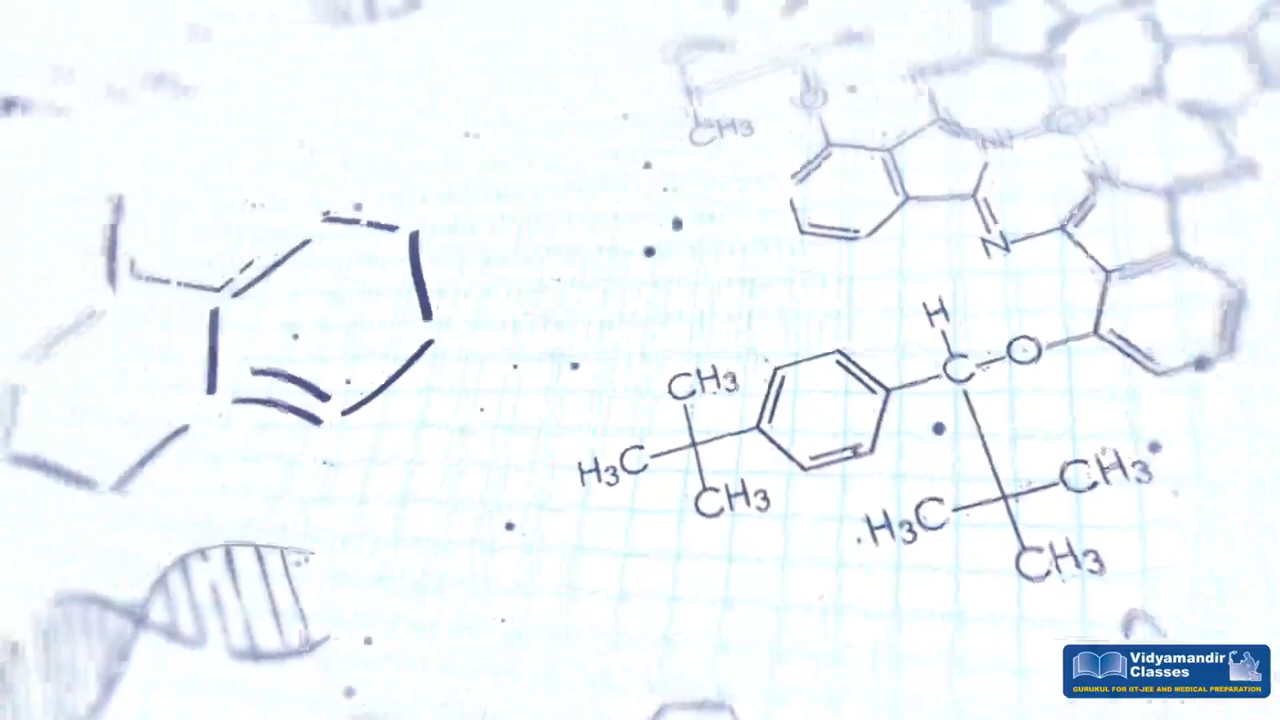 CH3
N
H
C
O
CH3
H3C
CH3
CH3
H3C
CH3
Vidyamandir
Classes
GURUKUL FOR IIT-JEE AND MEDICAL PREPARATION